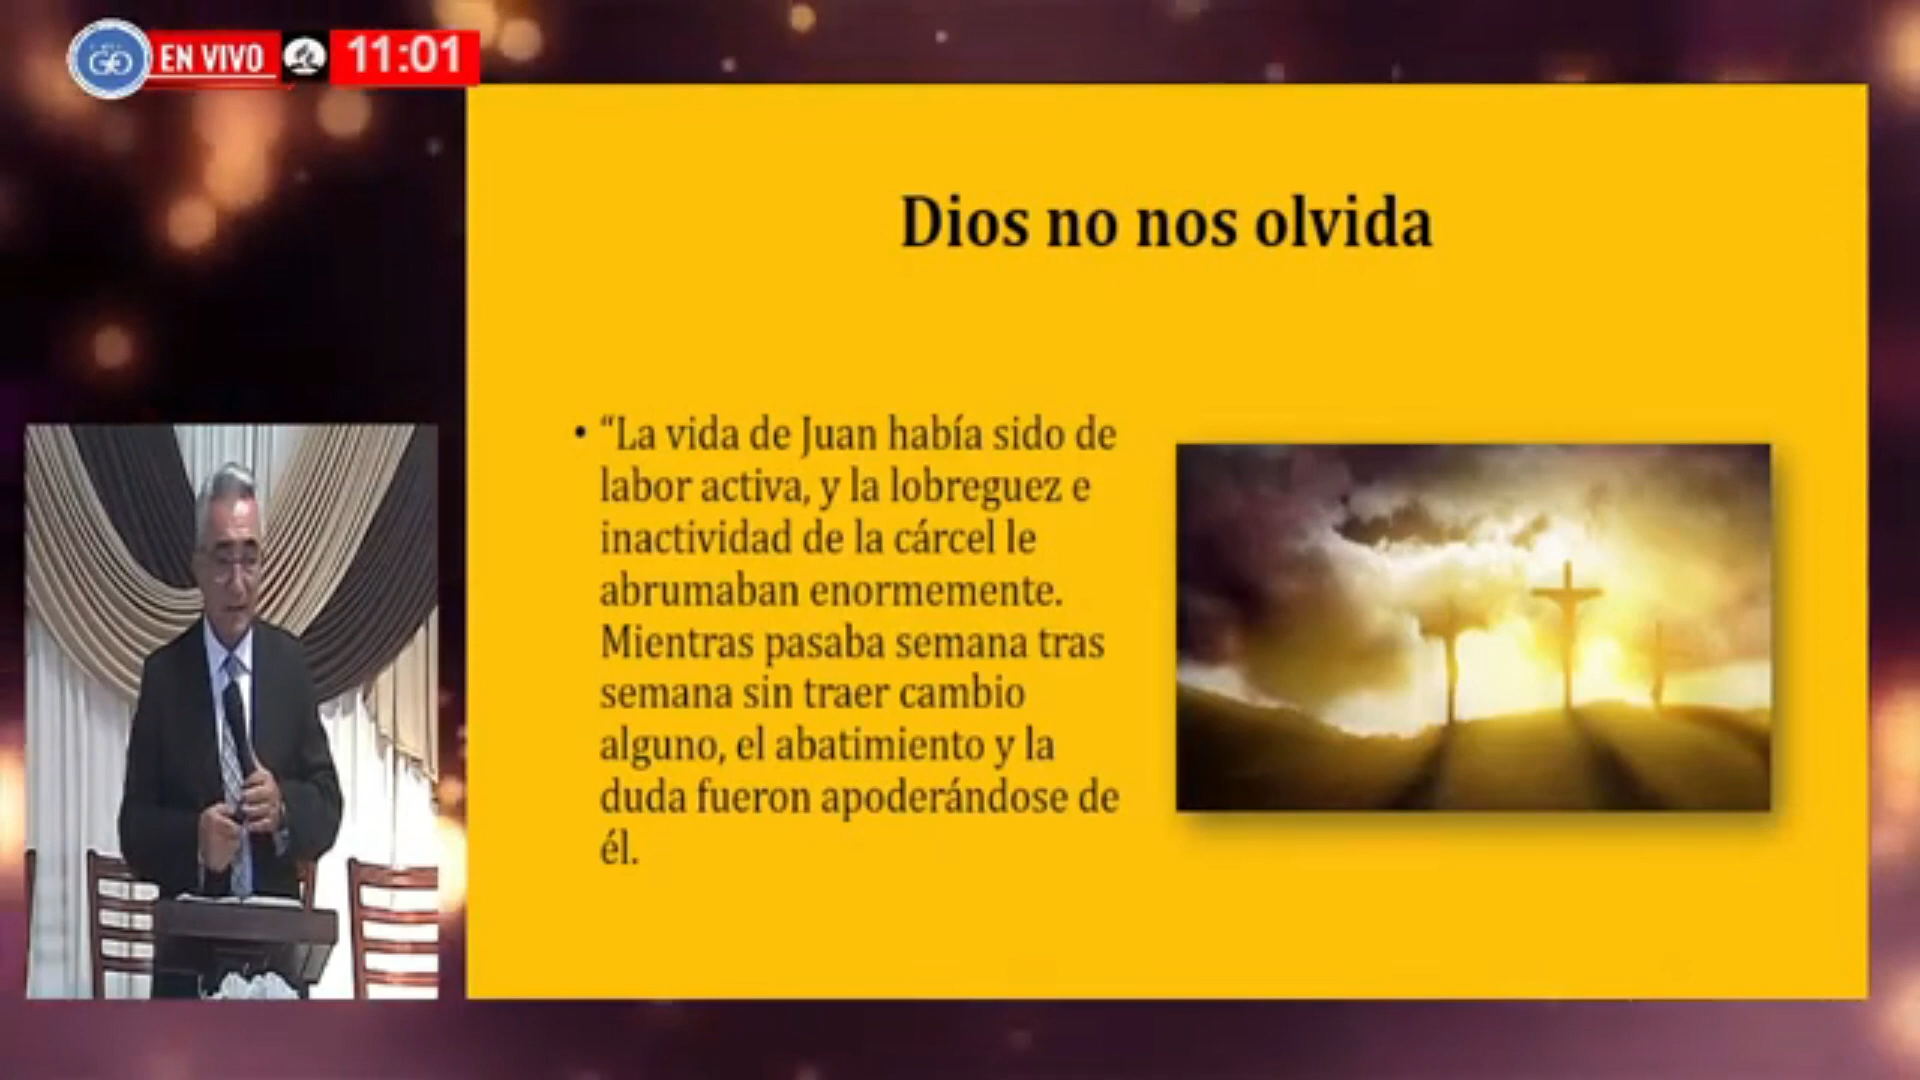 EN VIVO
11:01
Dios no nos olvida
• “La vida de Juan había sido de
labor activa, y la lobreguez e
inactividad de la cárcel le
abrumaban enormemente.
Mientras pasaba semana tras
semana sin traer cambio
alguno, el abatimiento y la
duda fueron apoderándose de
él.